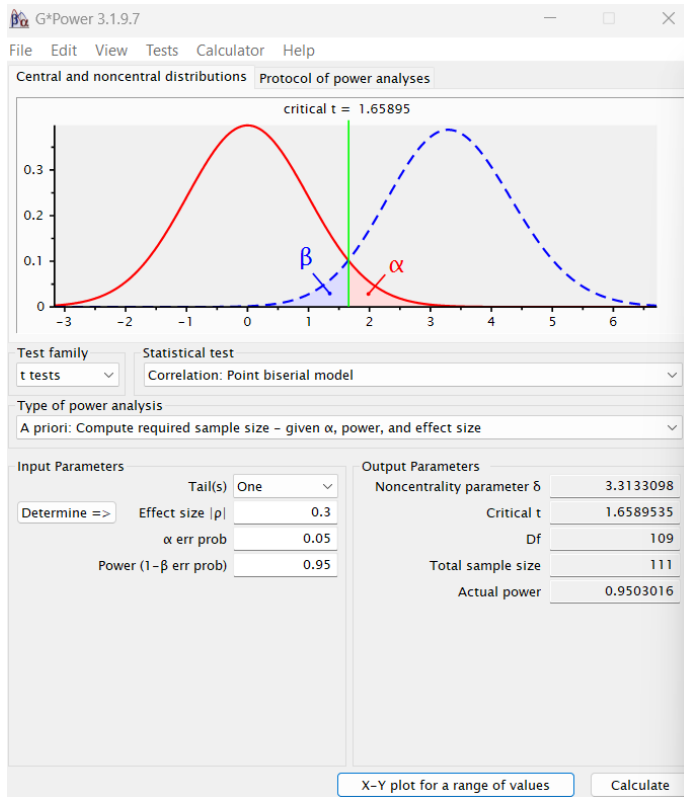 βα G*Power 3.1.9.7
File Edit View Tests Calculator Help
Central and noncentral distributions Protocol of power analyses
critical t = 1.65895
0.3
0.2
β α
0.1
0
-3 -2 -1 0 1 2 3 4 5 6
Test family Statistical test
t tests Correlation: Point biserial model
Type of power analysis
A priori: Compute required sample size – given α, power, and effect size
Input Parameters
Tail(s) One
Determine => Effect size |ρ| 0.3
α err prob 0.05
Power (1-β err prob) 0.95
Output Parameters
Noncentrality parameter δ 3.3133098
Critical t 1.6589535
Df 109
Total sample size 111
Actual power 0.9503016
X-Y plot for a range of values Calculate